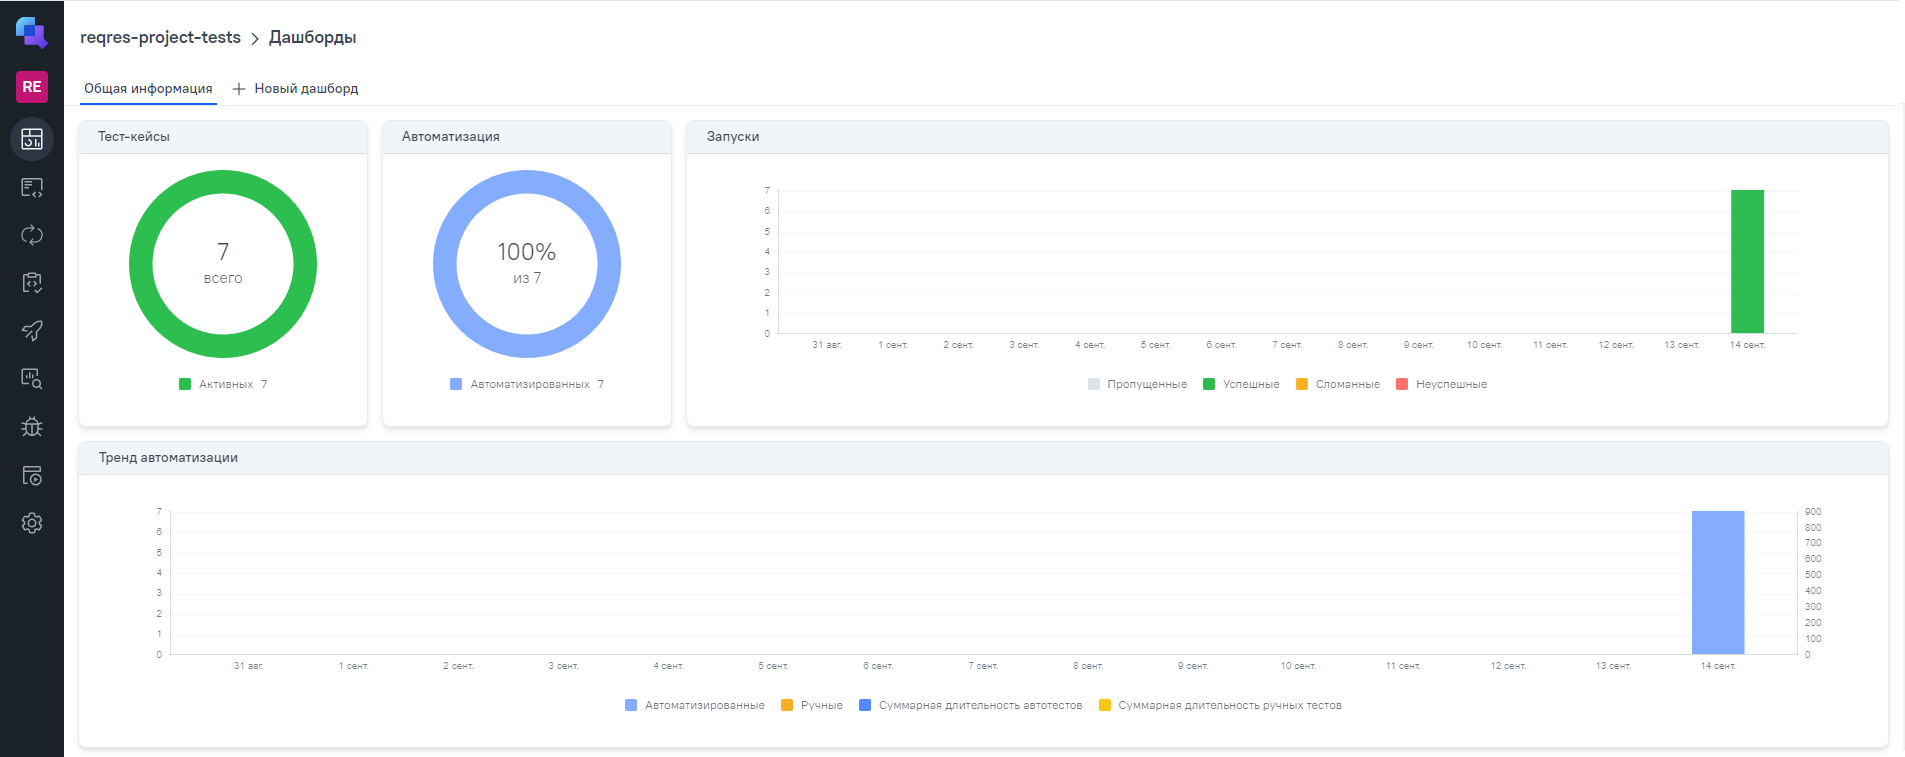 reqres-project-tests > Дашборды
RE
Общая информация + Новый дашборд
Тест-кейсы
7
всего
Активных 7
Автоматизация
100%
из 7
Автоматизированных 7
Запуски
7
6
5
4
3
2
1
0
31 авг. 1 сент. 2 сент. 3 сент. 4 сент. 5 сент. 6 сент. 7 сент. 8 сент. 9 сент. 10 сент. 11 сент. 12 сент. 13 сент. 14 сент.
Пропущенные Успешные Сломанные Неуспешные
Тренд автоматизации
7
6
5
4
3
2
1
0
900
800
700
600
500
400
300
200
100
0
31 авг. 1 сент. 2 сент. 3 сент. 4 сент. 5 сент. 6 сент. 7 сент. 8 сент. 9 сент. 10 сент. 11 сент. 12 сент. 13 сент. 14 сент.
Автоматизированные Ручные Суммарная длительность автотестов Суммарная длительность ручных тестов